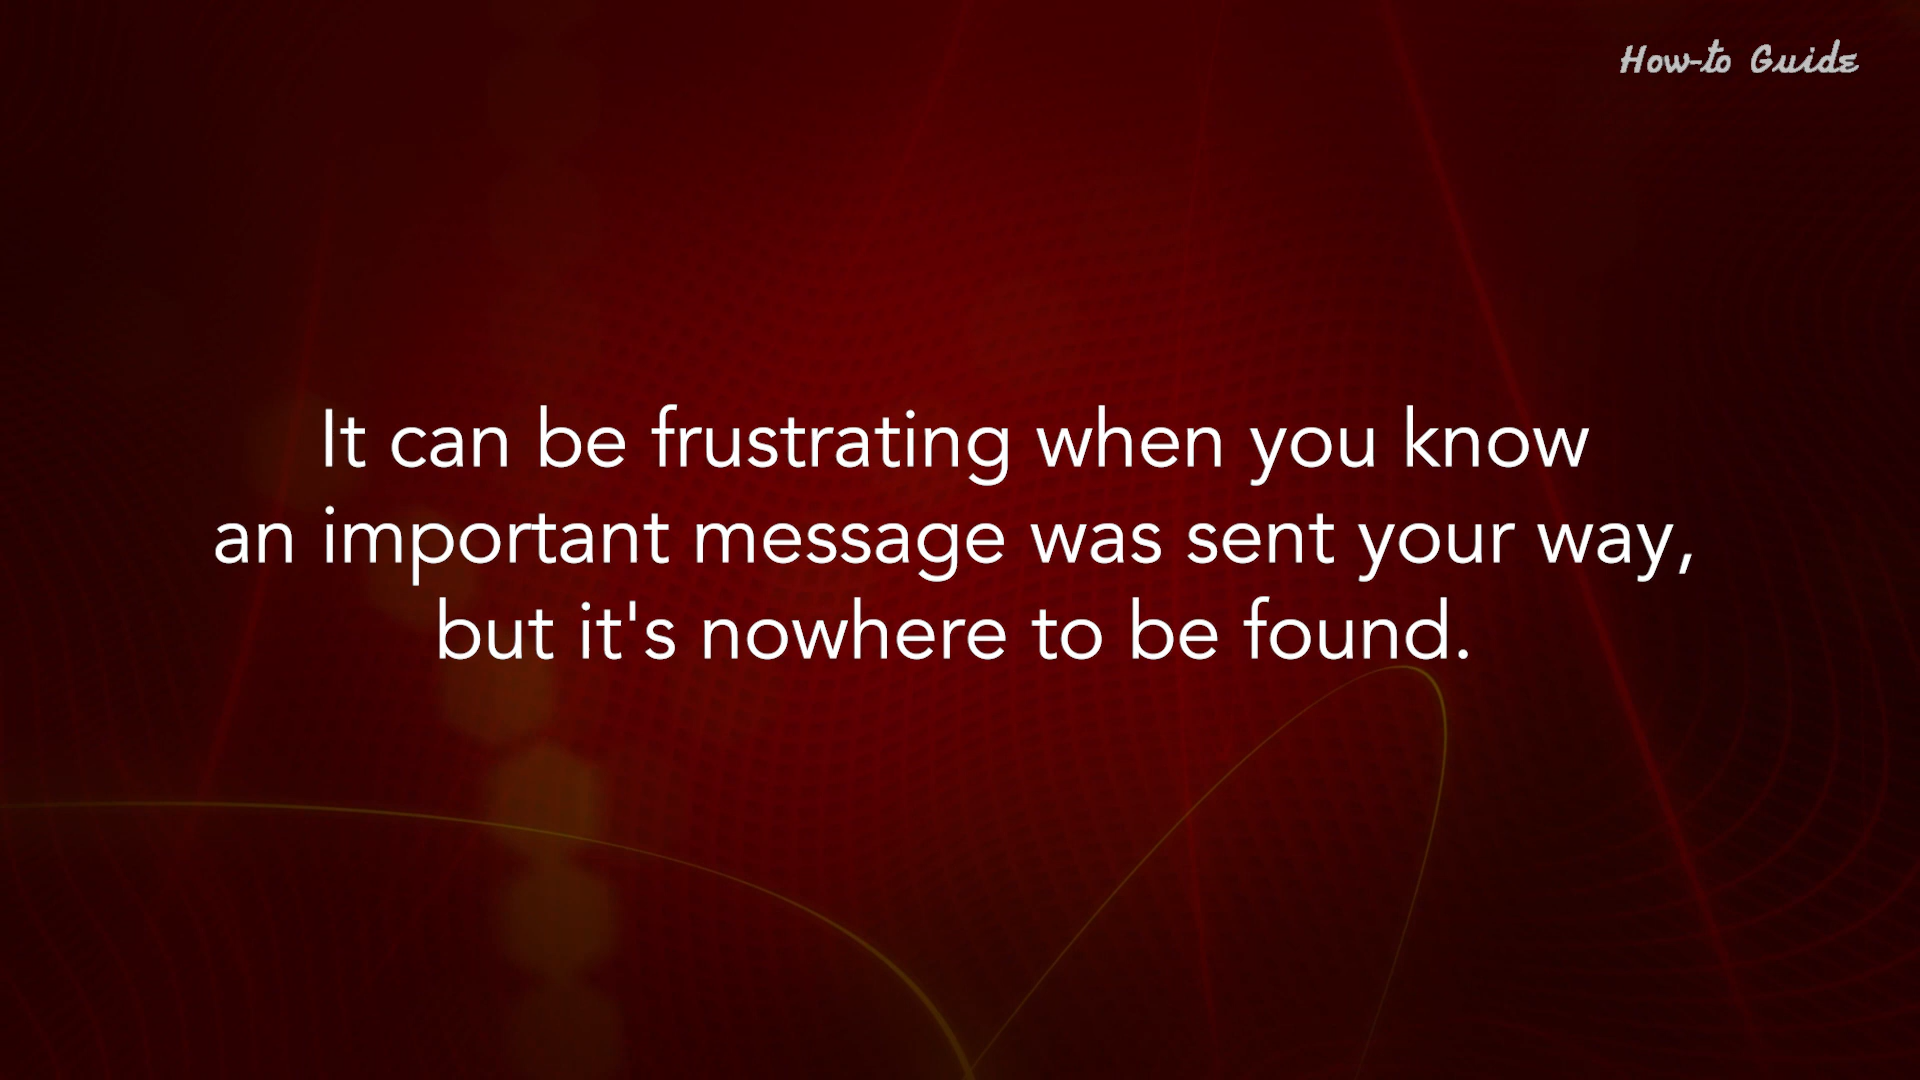 How-to Guide
It can be frustrating when you know
an important message was sent your way,
but it's nowhere to be found.